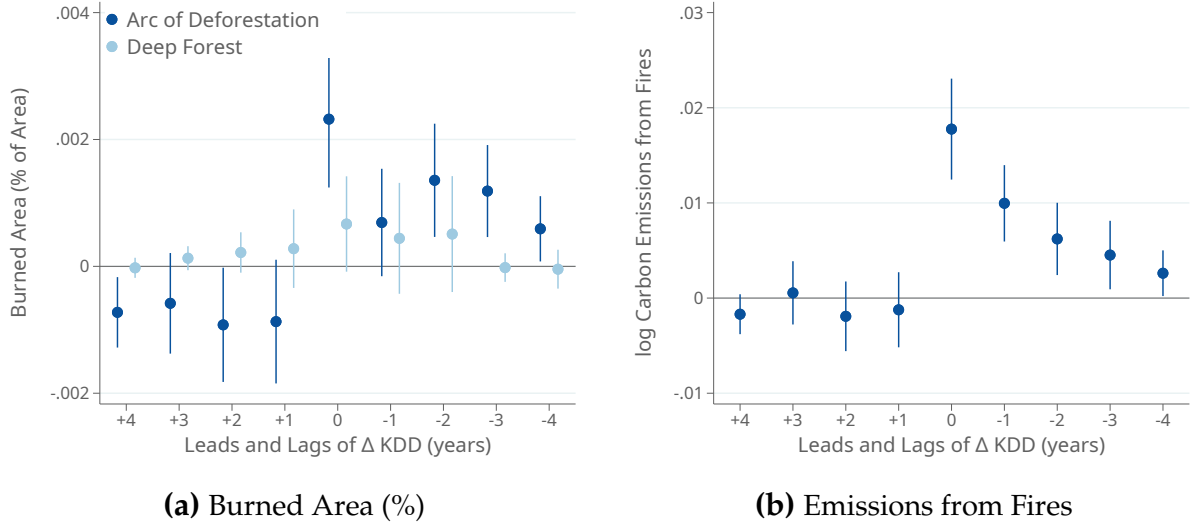 Arc of Deforestation
Deep Forest
Burned Area (% of Area)
.004
.002
0
-.002
+4 +3 +2 +1 0 -1 -2 -3 -4
Leads and Lags of Δ KDD (years)
(a) Burned Area (%)
log Carbon Emissions from Fires
.03
.02
.01
0
-.01
+4 +3 +2 +1 0 -1 -2 -3 -4
Leads and Lags of Δ KDD (years)
(b) Emissions from Fires